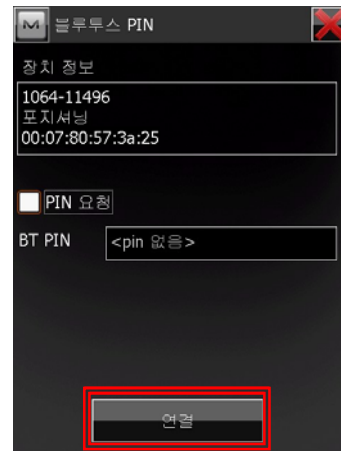 블루투스 PIN
장치 정보
1064-11496
포지셔닝
00:07:80:57:3a:25
PIN 요청
BT PIN
<pin 없음>
연결